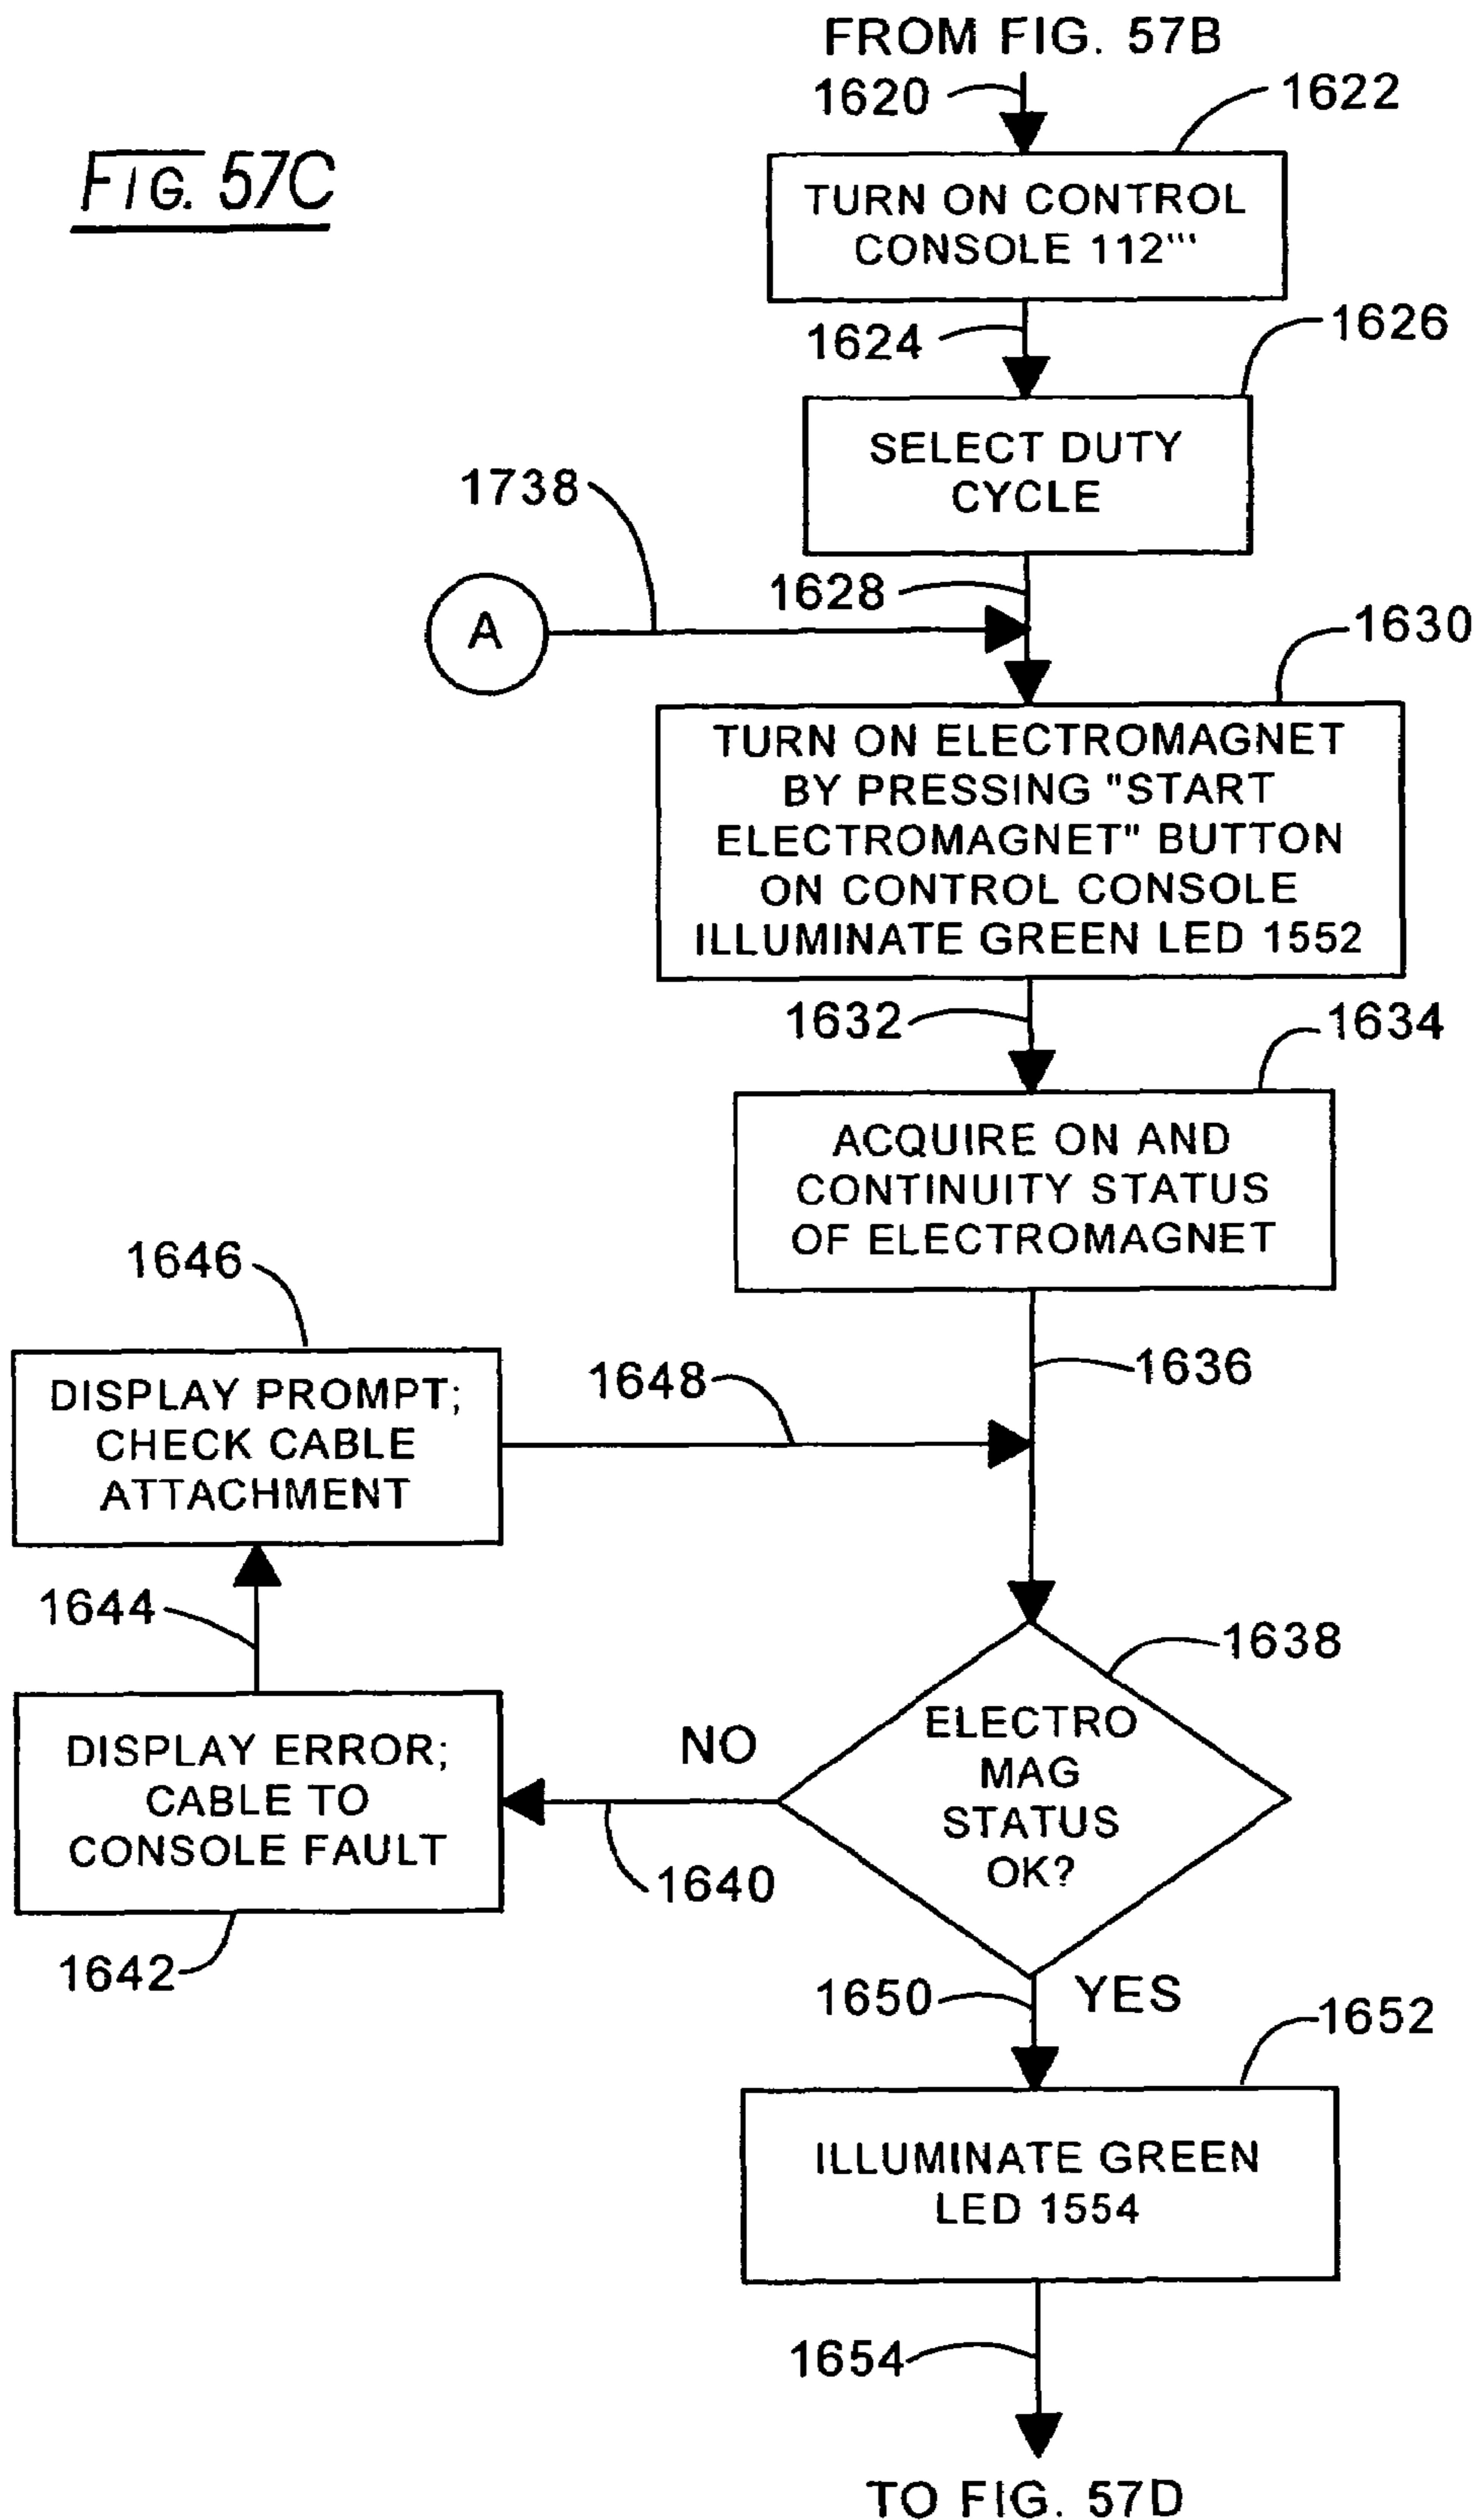 FROM FIG. 57B
1620
1622
FIG. 57C
TURN ON CONTROL
CONSOLE 112'''
1624
1626
SELECT DUTY
CYCLE
1738
1628
A
1630
TURN ON ELECTROMAGNET
BY PRESSING "START
ELECTROMAGNET" BUTTON
ON CONTROL CONSOLE
ILLUMINATE GREEN LED 1552
1632
1634
ACQUIRE ON AND
CONTINUITY STATUS
OF ELECTROMAGNET
1646
1636
1648
DISPLAY PROMPT;
CHECK CABLE
ATTACHMENT
1644
1638
ELECTRO
MAG
STATUS
OK?
NO
DISPLAY ERROR;
CABLE TO
CONSOLE FAULT
1640
1642
1650
YES
1652
ILLUMINATE GREEN
LED 1554
1654
TO FIG. 57D